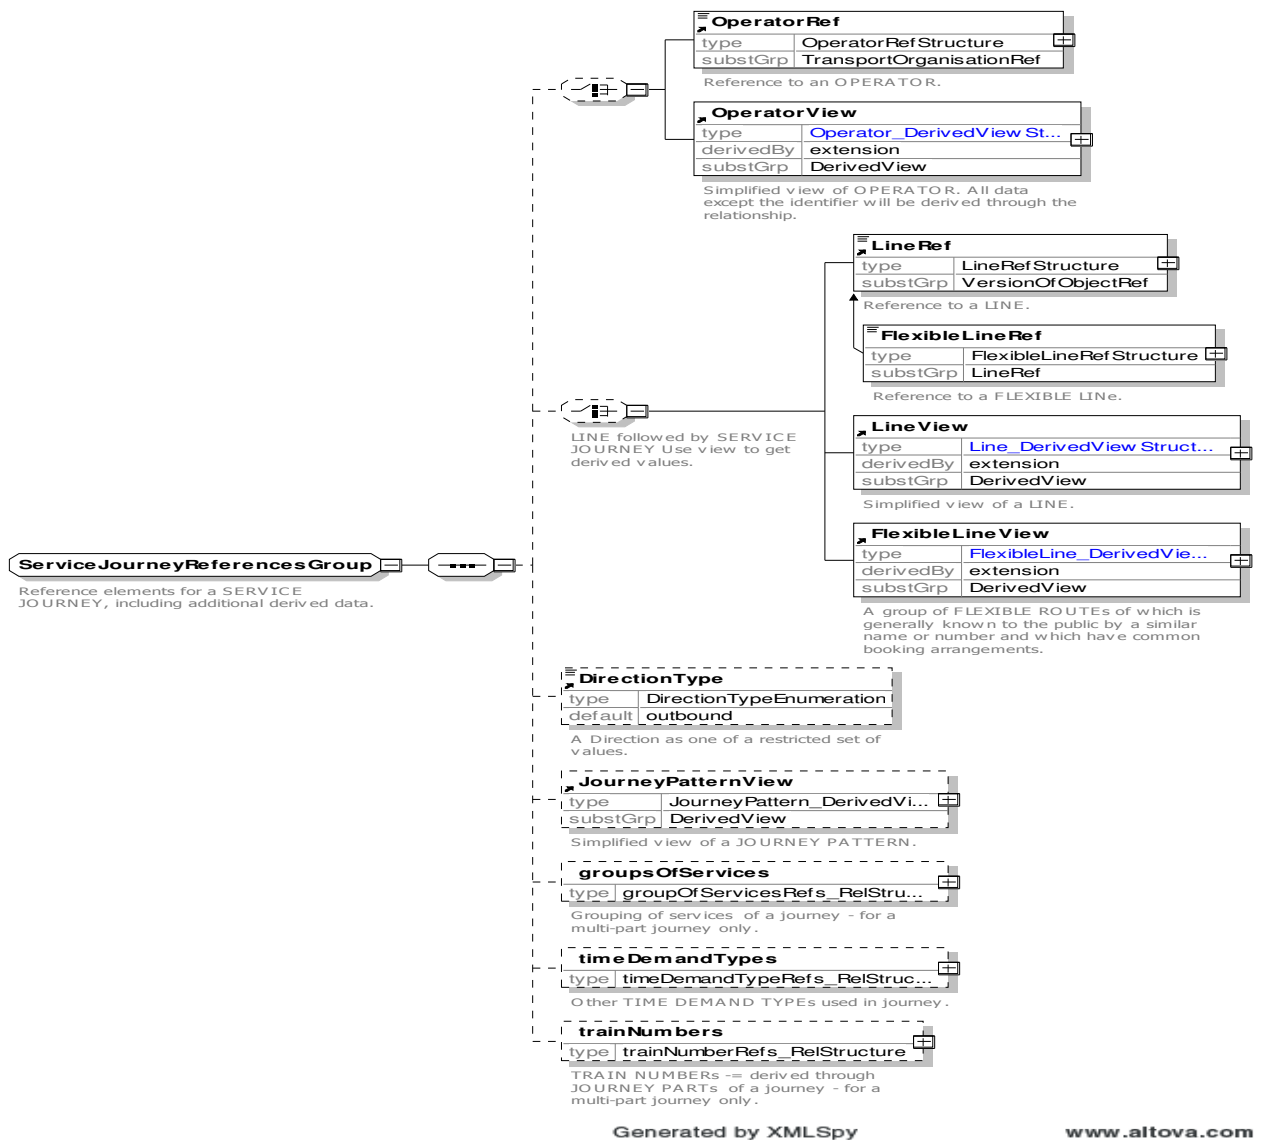 OperatorRef
type OperatorRefStructure
substGrp TransportOrganisationRef
Reference to an OPERATOR.
OperatorView
type Operator_DerivedViewSt...
derivedBy extension
substGrp DerivedView
Simplified view of OPERATOR. All data
except the identifier will be derived through the
relationship.
LineRef
type LineRefStructure
substGrp VersionOfObjectRef
Reference to a LINE.
FlexibleLineRef
type FlexibleLineRefStructure
substGrp LineRef
Reference to a FLEXIBLE LINe.
LINE followed by SERVICE
JOURNEY Use view to get
derived values.
LineView
type Line_DerivedViewStruct...
derivedBy extension
substGrp DerivedView
Simplified view of a LINE.
FlexibleLineView
type FlexibleLine_DerivedVie...
derivedBy extension
substGrp DerivedView
A group of FLEXIBLE ROUTEs of which is
generally known to the public by a similar
name or number and which have common
booking arrangements.
ServiceJourneyReferencesGroup
Reference elements for a SERVICE
JOURNEY, including additional derived data.
DirectionType
type DirectionTypeEnumeration
default outbound
A Direction as one of a restricted set of
values.
JourneyPatternView
type JourneyPattern_DerivedVi...
substGrp DerivedView
Simplified view of a JOURNEY PATTERN.
groupsOfServices
type groupOfServicesRefs_RelStru...
Grouping of services of a journey - for a
multi-part journey only.
timeDemandTypes
type timeDemandTypeRefs_RelStruc...
Other TIME DEMAND TYPEs used in journey.
trainNumbers
type trainNumberRefs_RelStructure
TRAIN NUMBERs -= derived through
JOURNEY PARTs of a journey - for a
multi-part journey only.
Generated by XMLSpy www.altova.com